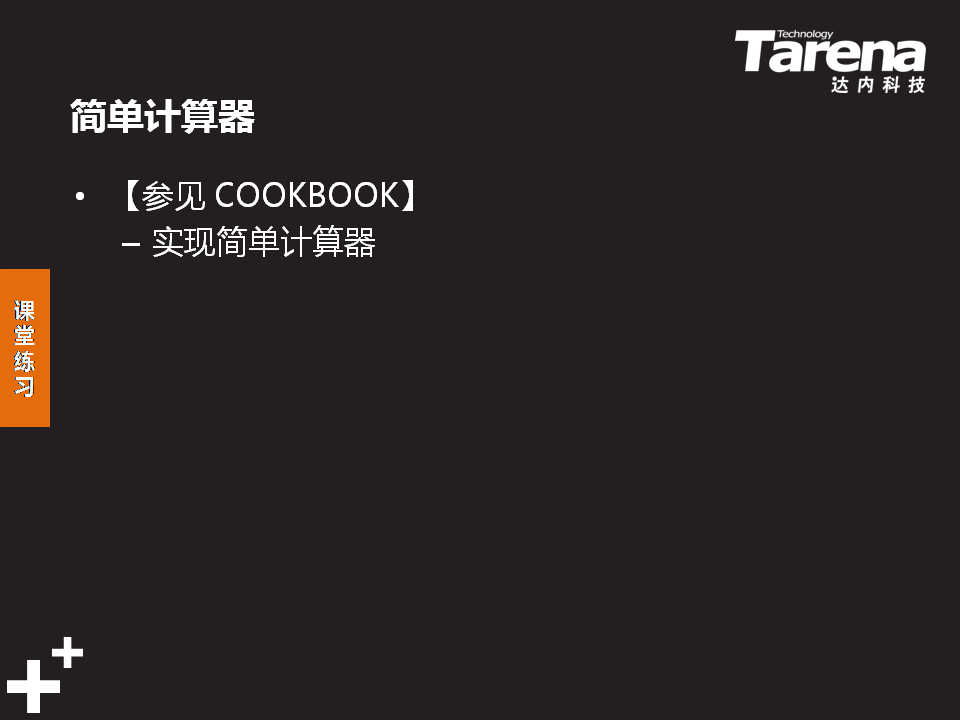 Technology
Tarena
达内科技
简单计算器
• 【参见 COOKBOOK】
– 实现简单计算器
课堂练习